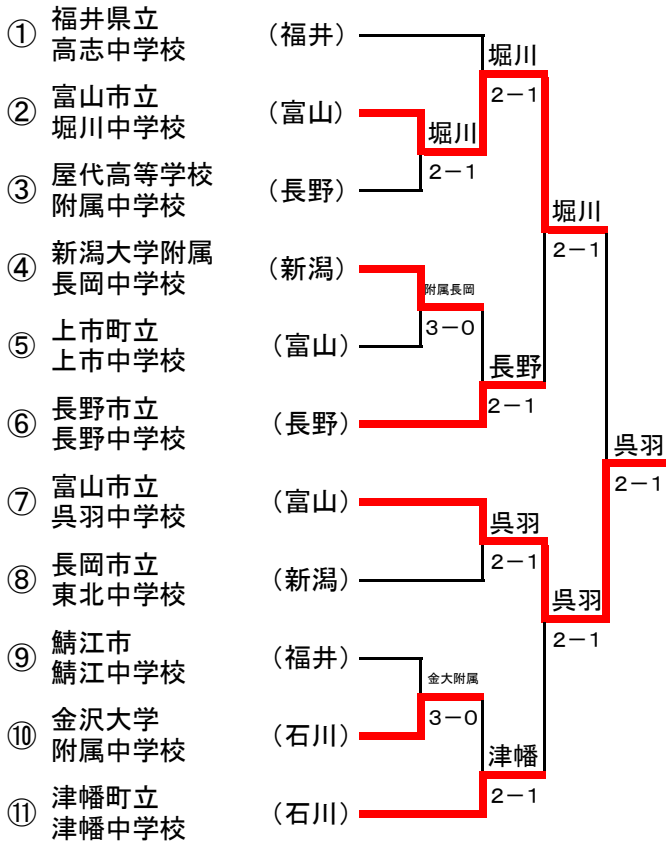 ① 福井県立
高志中学校
（福井）
② 富山市立
堀川中学校
（富山）
③ 屋代高等学校
附属中学校
（長野）
④ 新潟大学附属
長岡中学校
（新潟）
⑤ 上市町立
上市中学校
（富山）
⑥ 長野市立
長野中学校
（長野）
⑦ 富山市立
呉羽中学校
（富山）
⑧ 長岡市立
東北中学校
（新潟）
⑨ 鯖江市
鯖江中学校
（福井）
⑩ 金沢大学
附属中学校
（石川）
⑪ 津幡町立
津幡中学校
（石川）
堀川
2－1
附属長岡
3－0
金大附属
3－0
堀川
2－1
長野
2－1
呉羽
2－1
津幡
2－1
堀川
2－1
呉羽
2－1
呉羽
2－1